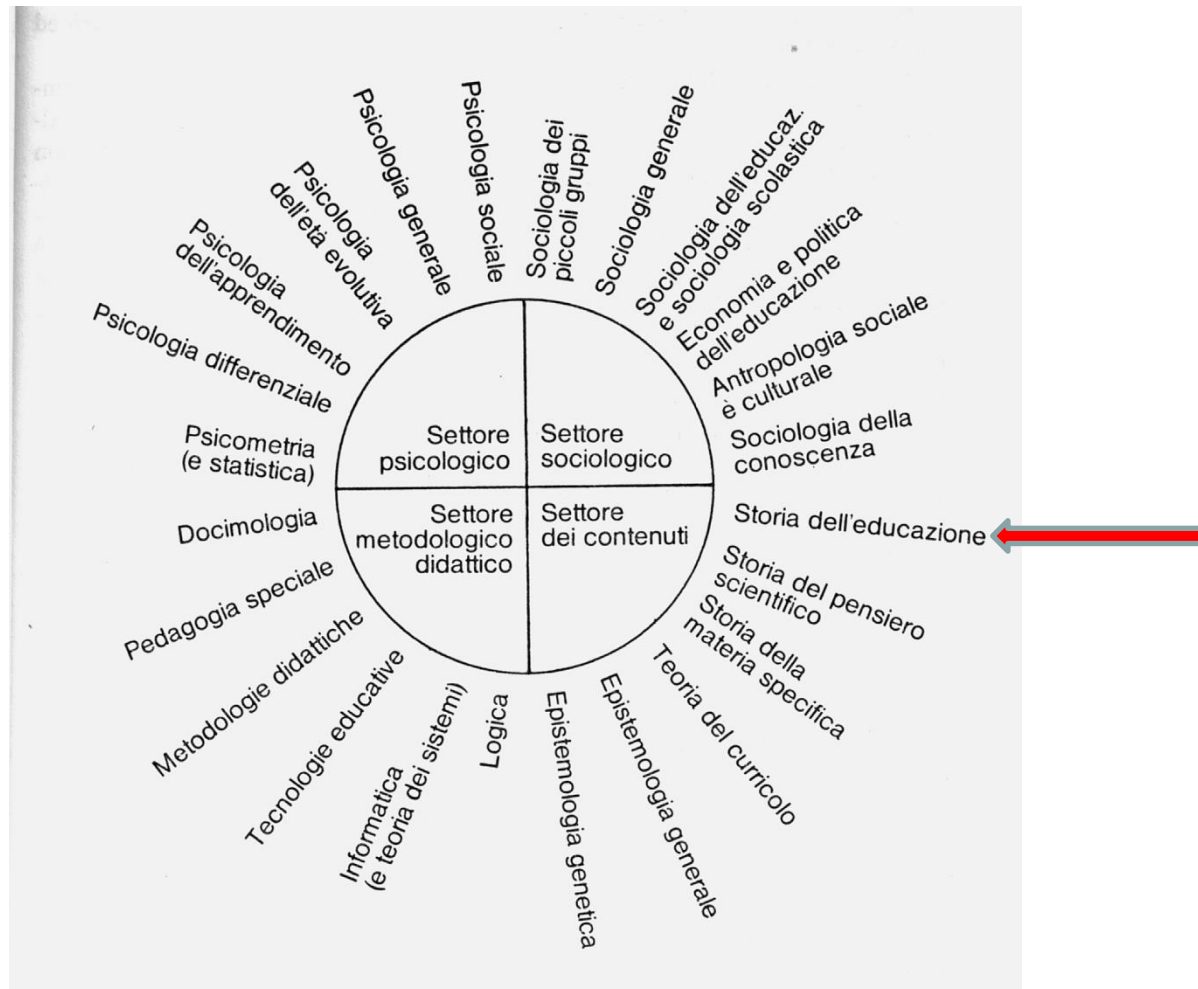 Psicologia sociale
Psicologia generale
Psicologia
dell'età evolutiva
Psicologia
dell'apprendimento
Psicologia differenziale
Psicometria
(e statistica)
Sociologia dei
piccoli gruppi
Sociologia generale
Sociologia dell'educaz.
e sociologia scolastica
Economia e politica
dell'educazione
Antropologia sociale
è culturale
Sociologia della
conoscenza
Settore
psicologico
Settore
sociologico
Settore
metodologico
didattico
Settore
dei contenuti
Docimologia
Pedagogia speciale
Metodologie didattiche
Tecnologie educative
Informatica
(e teoria dei sistemi)
Logica
Storia dell'educazione
Storia del pensiero
scientifico
Storia della
materia specifica
Teoria del curricolo
Epistemologia generale
Epistemologia genetica